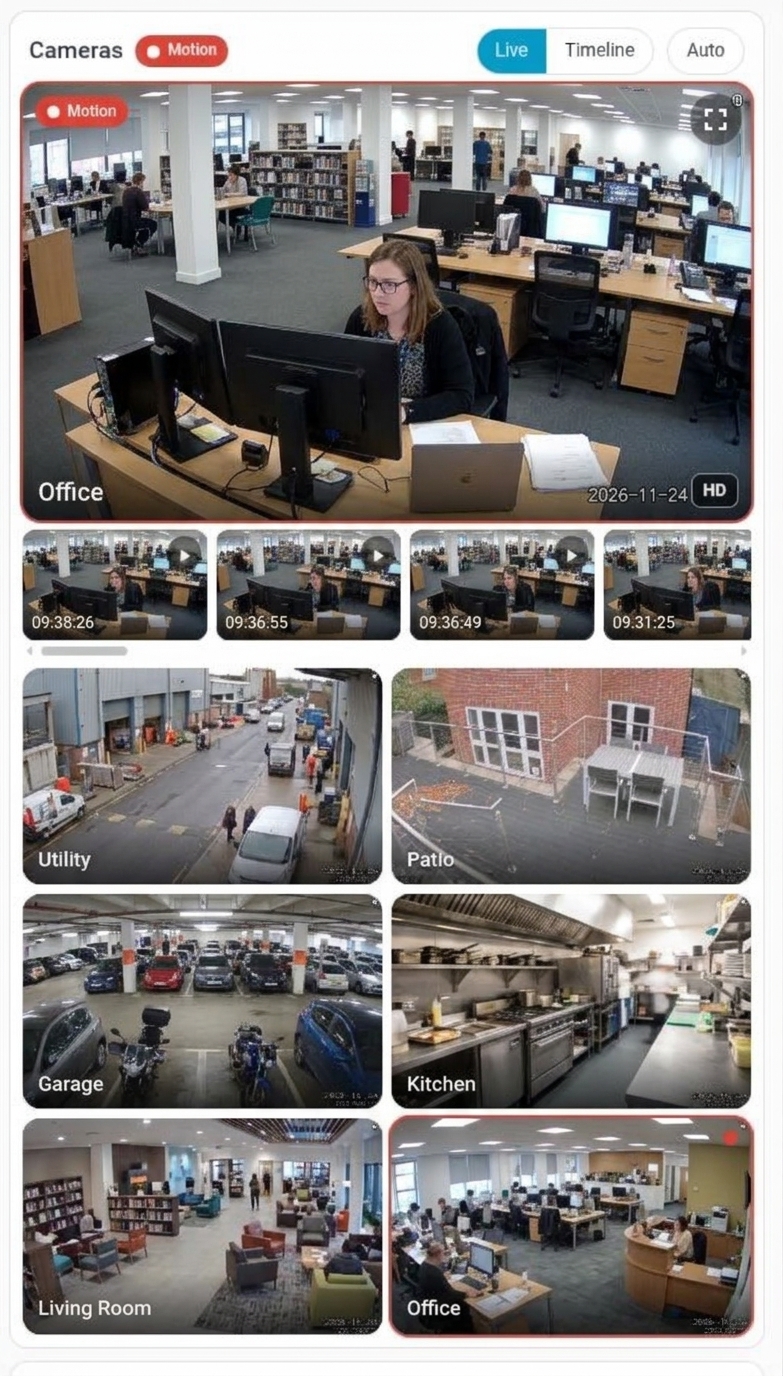 Cameras
Motion
Live
Timeline
Auto
Motion
Office
2026-11-24
HD
09:38:26
09:36:55
09:36:49
09:31:25
Utility
Patio
Garage
Kitchen
Living Room
Office